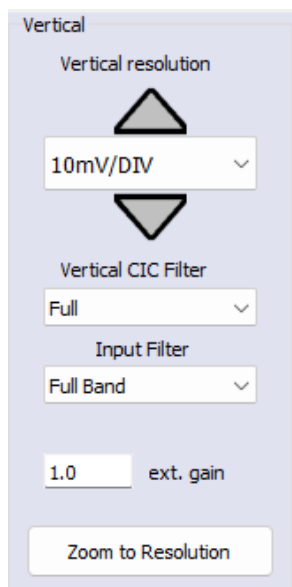 Vertical
Vertical resolution
10mV/DIV
Vertical CIC Filter
Full
Input Filter
Full Band
1.0 ext. gain
Zoom to Resolution